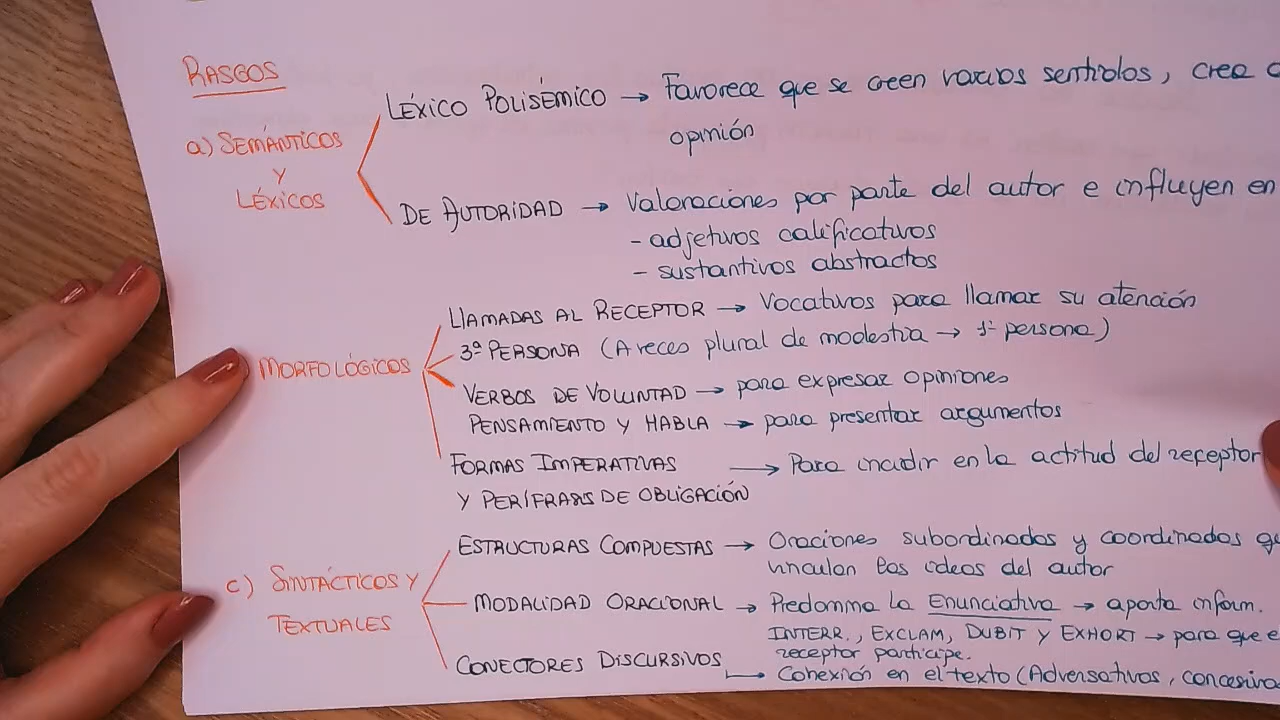 RASGOS
a) SEMÁNTICOS
Y
LÉXICOS
LÉXICO POLISÉMICO → Favorece que se creen varios sentidos, crea
opinión
DE AUTORIDAD → Valoraciones por parte del autor e influyen en
- adjetivos calificativos
- sustantivos abstractos
MORFOLÓGICOS
LLAMADAS AL RECEPTOR → Vocativos para llamar su atención
3ª PERSONA (A veces plural de modestia → 1ª persona)
VERBOS DE VOLUNTAD → para expresar opiniones
PENSAMIENTO Y HABLA → para presentar argumentos
FORMAS IMPERATIVAS → Para incidir en la actitud del receptor
Y PERÍFRASIS DE OBLIGACIÓN
c) SINTÁCTICOS Y
TEXTUALES
ESTRUCTURAS COMPUESTAS → Oraciones subordinadas y coordinadas
vinculan las ideas del autor
MODALIDAD ORACIONAL → Predomina la Enunciativa → aporta inform.
INTERR., EXCLAM, DUBIT Y EXHORT → para que e
receptor participe.
CONECTORES DISCURSIVOS → Cohexión en el texto (Adversativos, concesivo